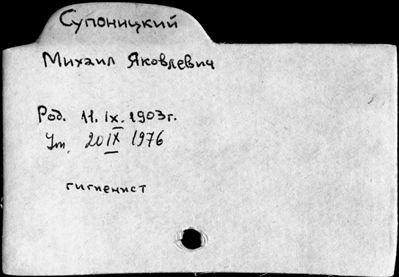 Супоницкий
Михаил Яковлевич
Род. 11.IX.1903г.
Ум. 20 IX 1976
гигиенист